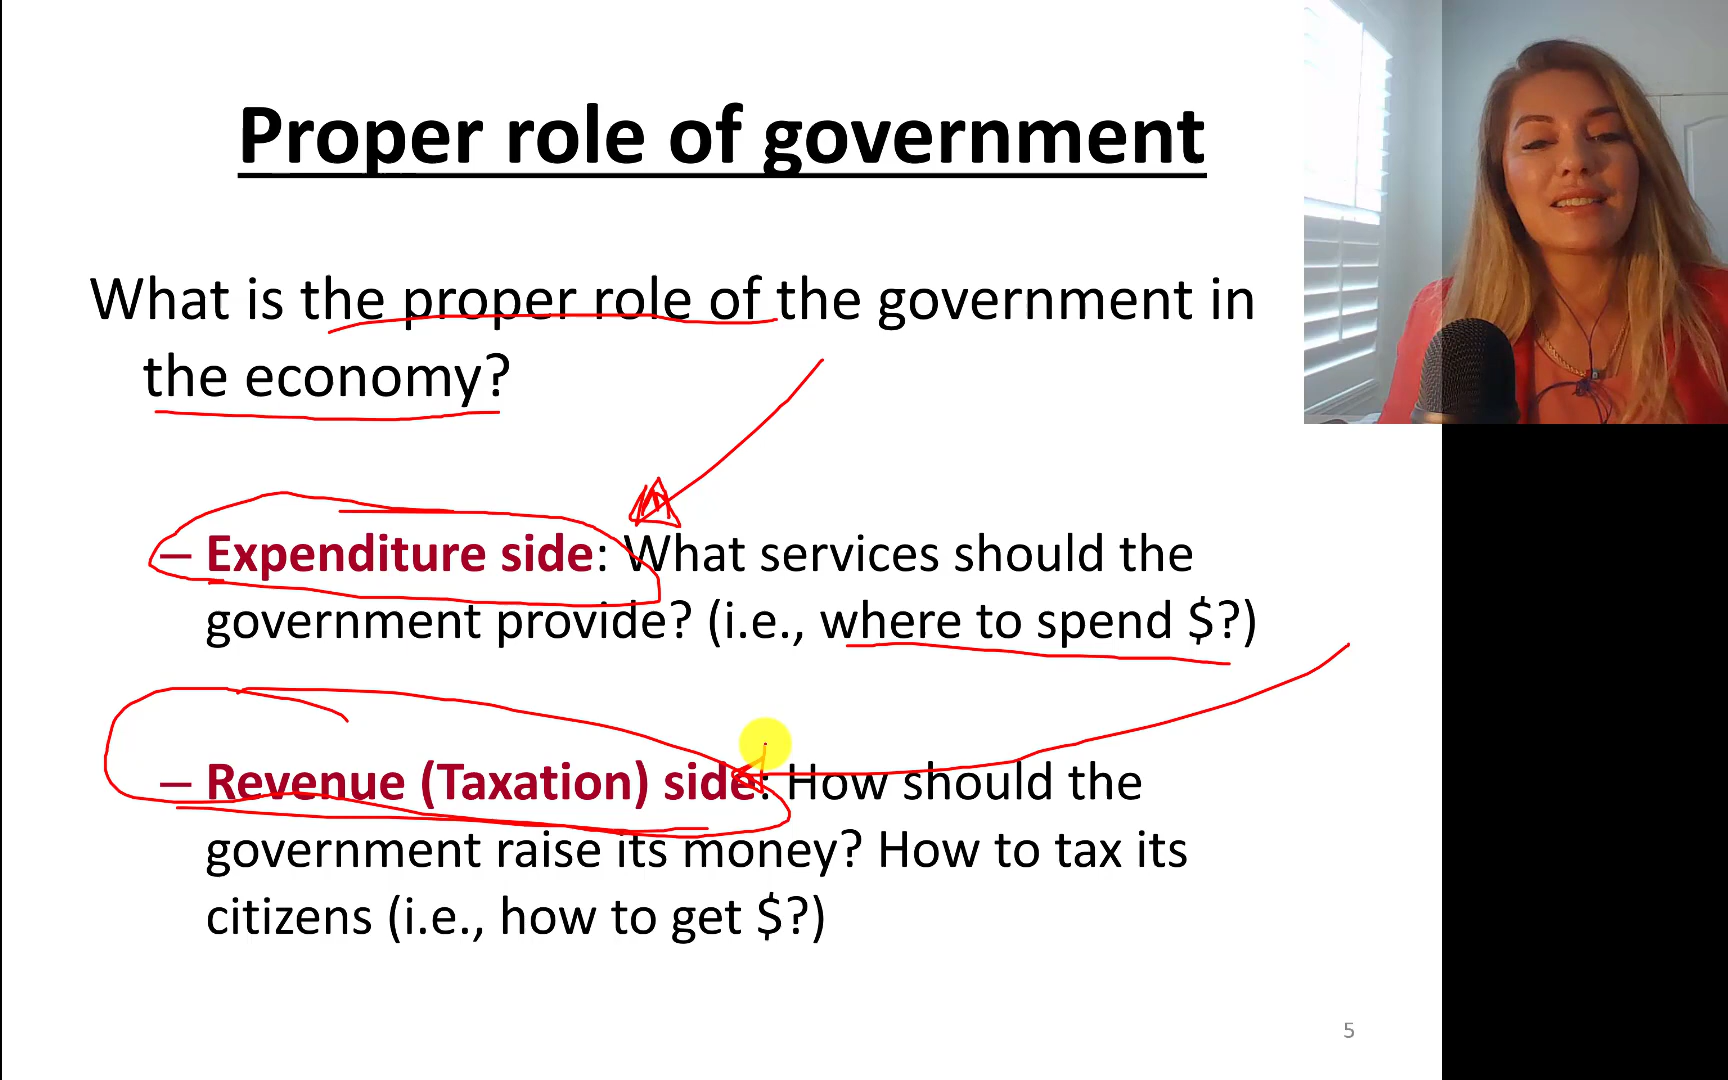 Proper role of government
What is the proper role of the government in
the economy?
– Expenditure side: What services should the
government provide? (i.e., where to spend $?)
– Revenue (Taxation) side: How should the
government raise its money? How to tax its
citizens (i.e., how to get $?)
5